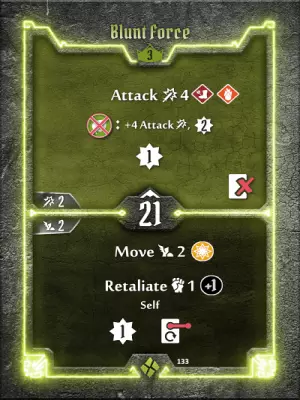 Blunt Force
3
Attack 4
: +4 Attack , 2
1
2
21
2
Move 2
Retaliate 1 +1
Self
1
133